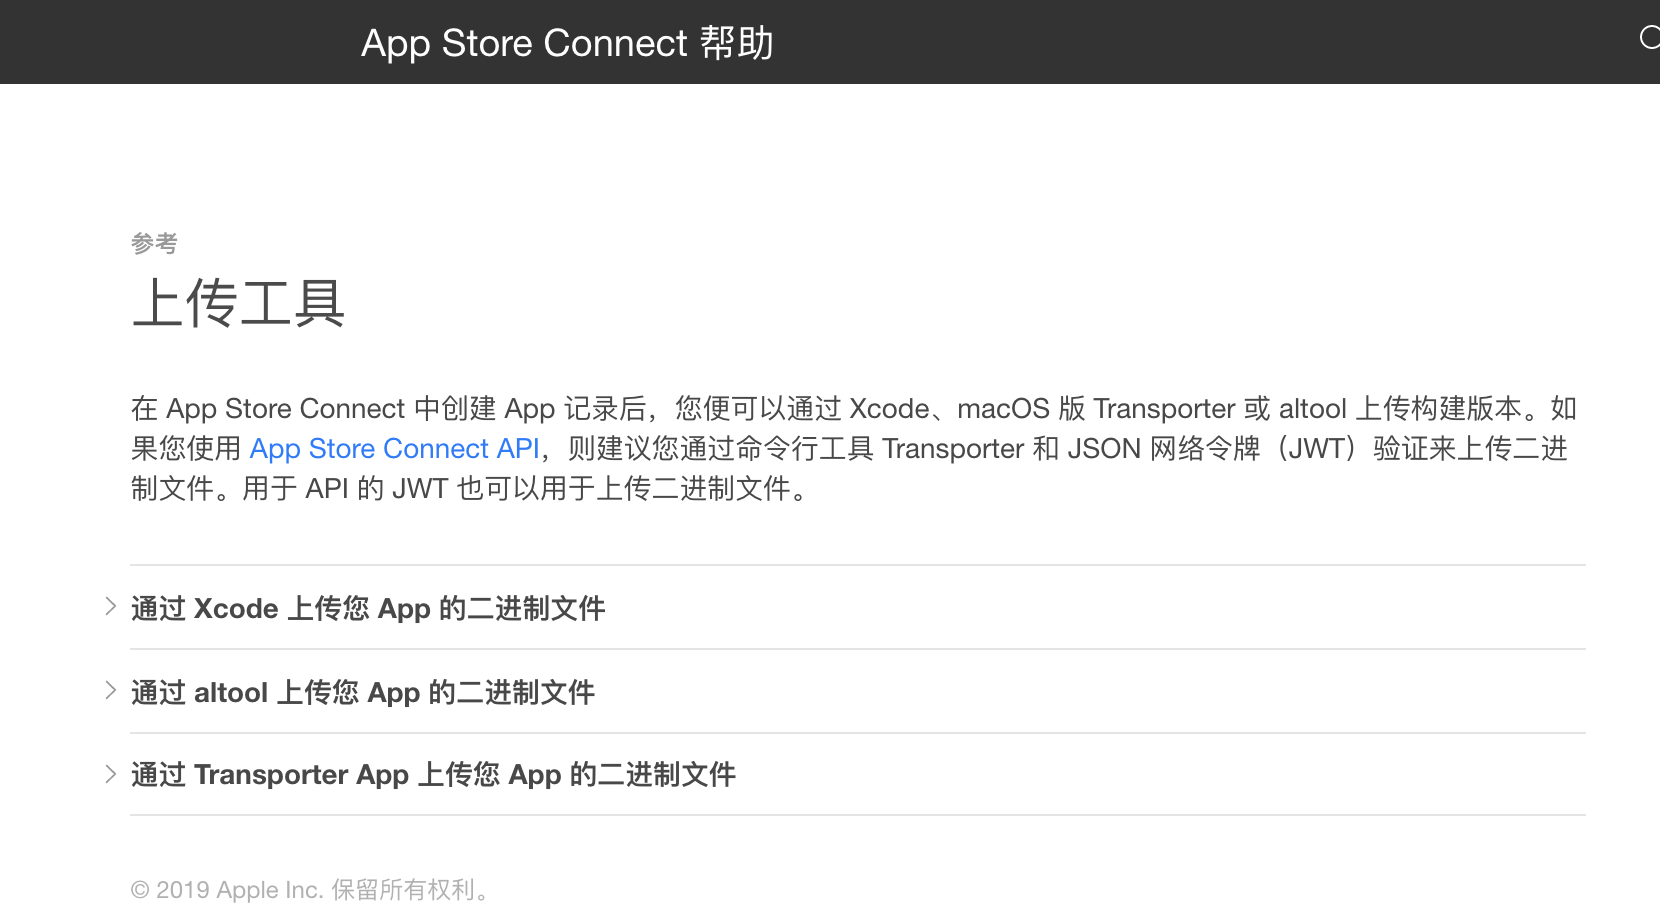 App Store Connect 帮助
参考
上传工具
在 App Store Connect 中创建 App 记录后，您便可以通过 Xcode、macOS 版 Transporter 或 altool 上传构建版本。如
果您使用 App Store Connect API，则建议您通过命令行工具 Transporter 和 JSON 网络令牌（JWT）验证来上传二进
制文件。用于 API 的 JWT 也可以用于上传二进制文件。
通过 Xcode 上传您 App 的二进制文件
通过 altool 上传您 App 的二进制文件
通过 Transporter App 上传您 App 的二进制文件
© 2019 Apple Inc. 保留所有权利。